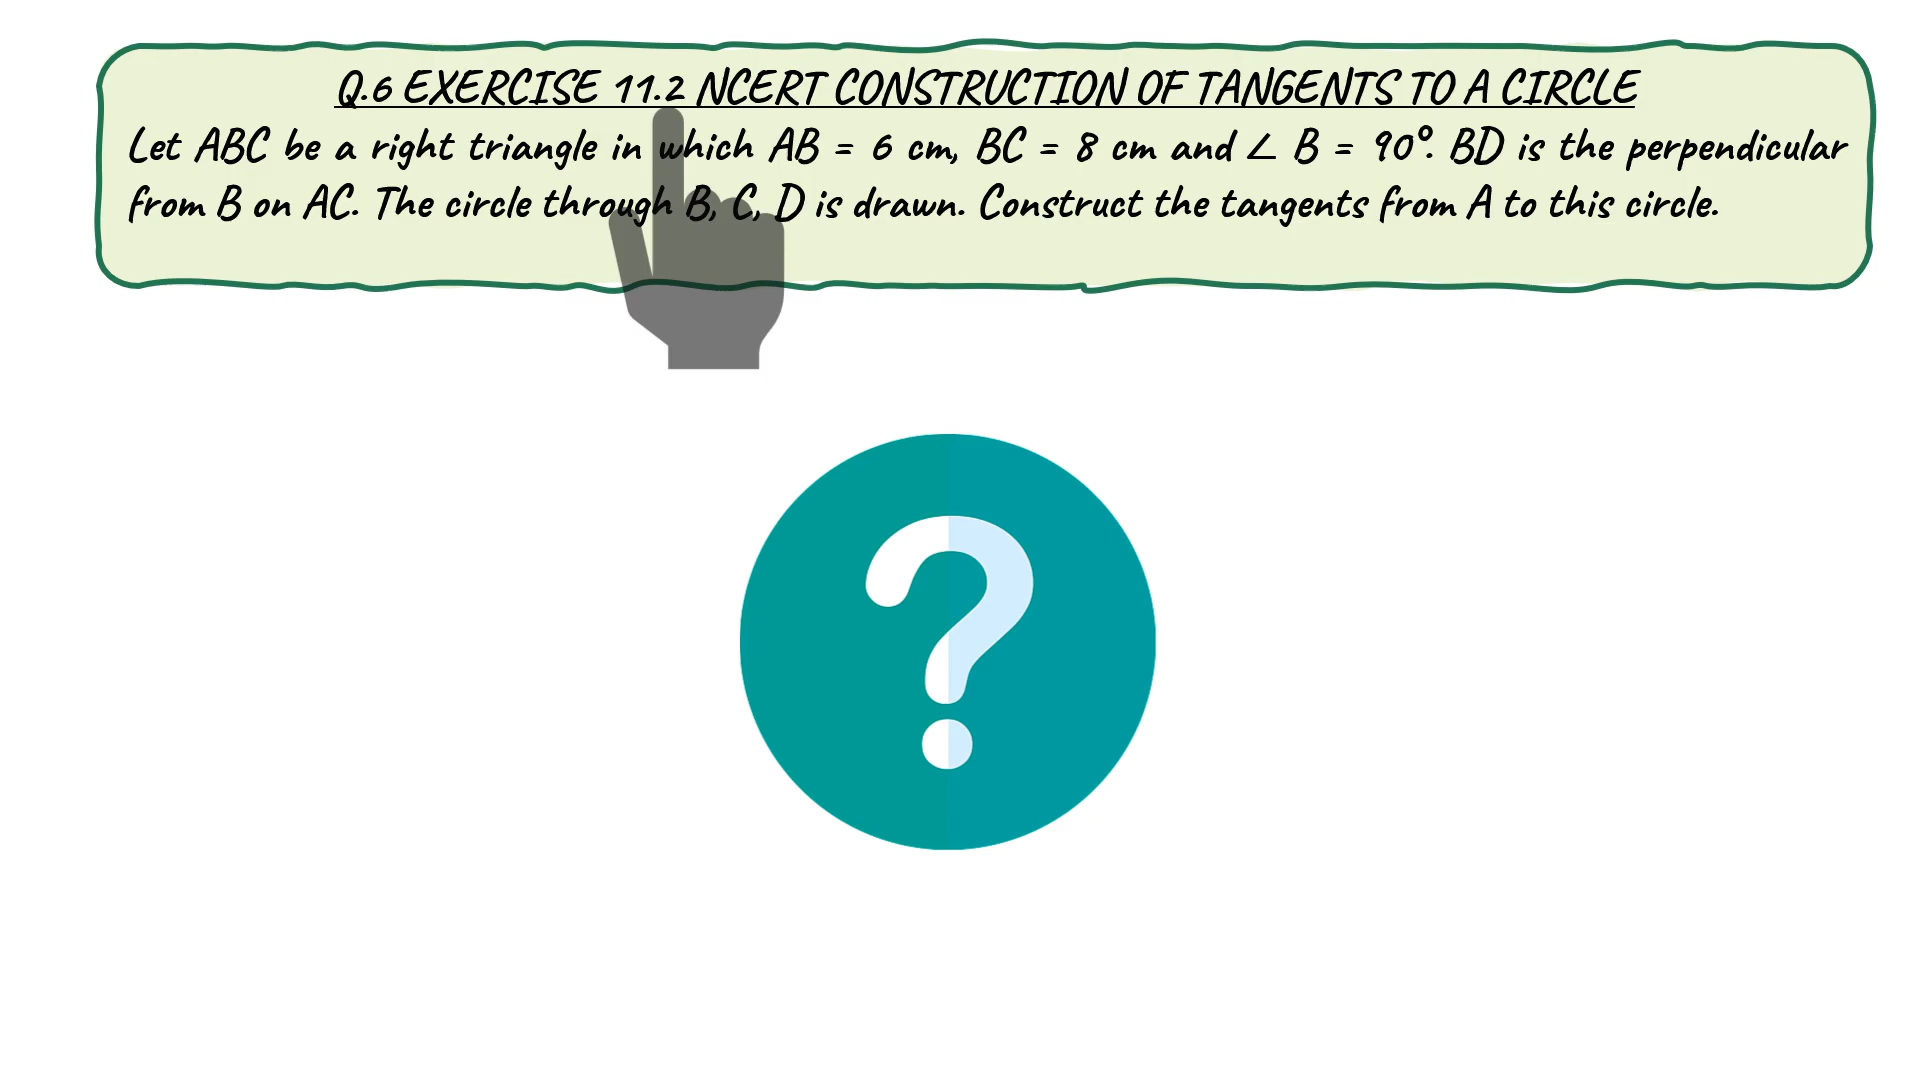 Q.6 EXERCISE 11.2 NCERT CONSTRUCTION OF TANGENTS TO A CIRCLE
Let ABC be a right triangle in which AB = 6 cm, BC = 8 cm and ∠ B = 90°. BD is the perpendicular
from B on AC. The circle through B, C, D is drawn. Construct the tangents from A to this circle.
?